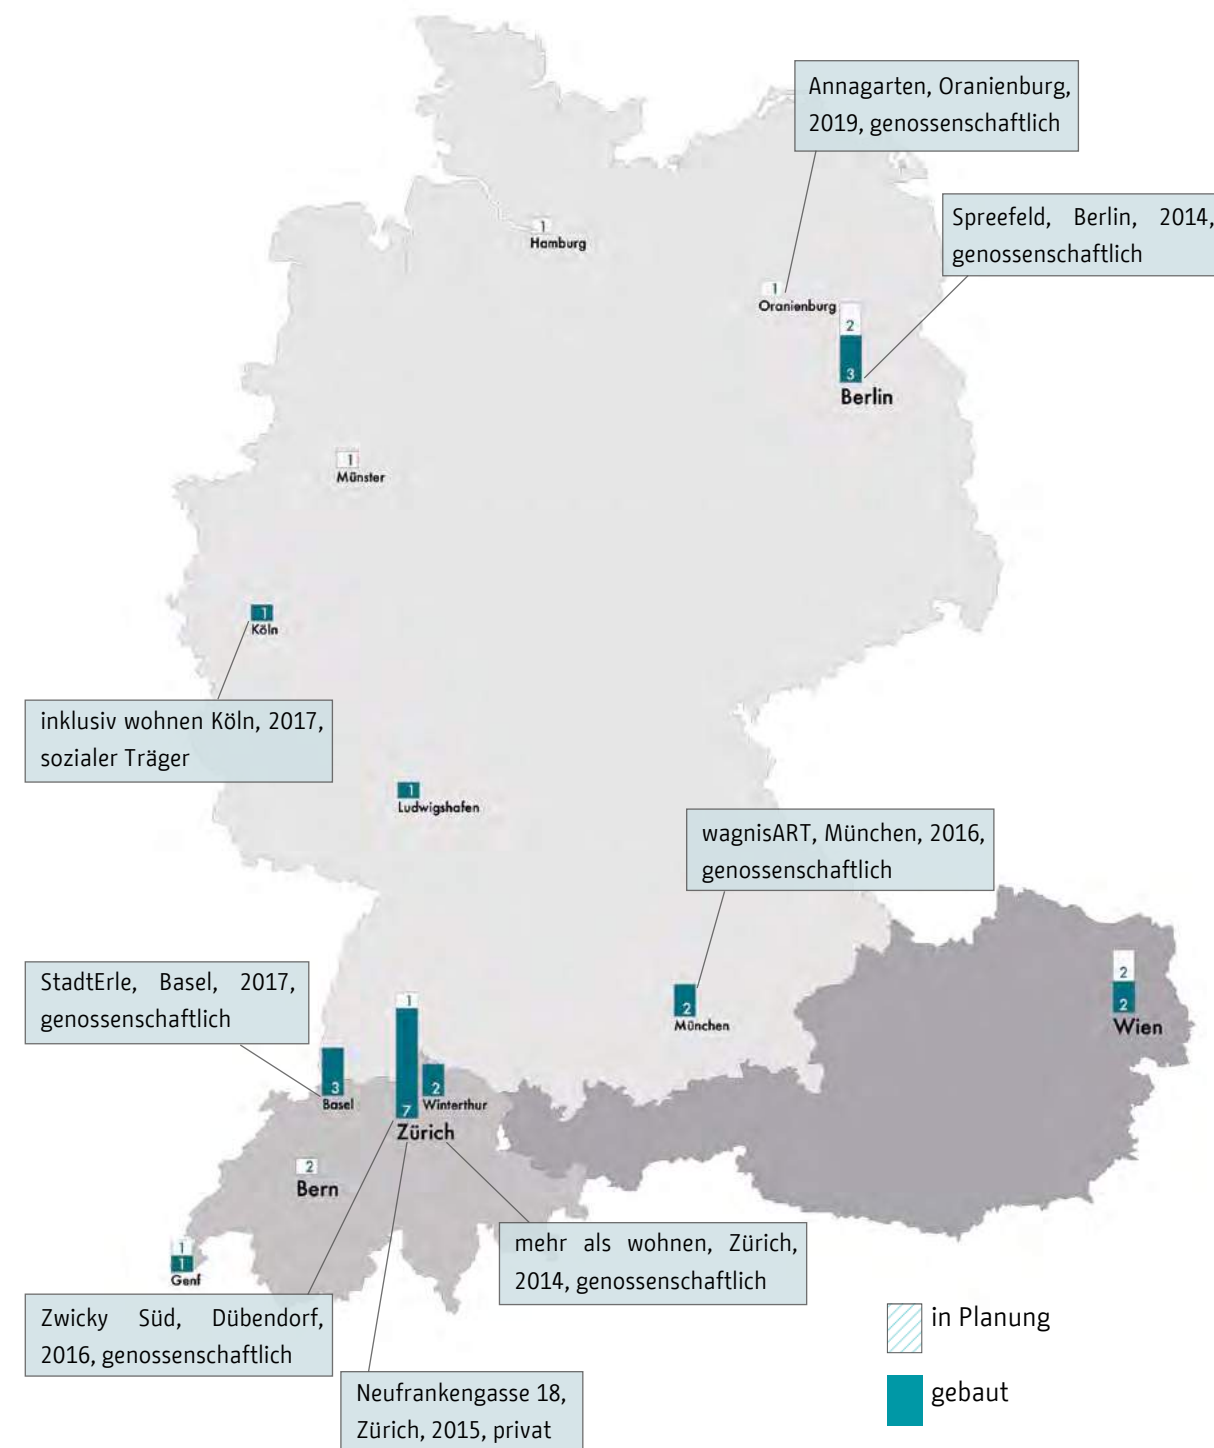 Annagarten, Oranienburg,
2019, genossenschaftlich
Spreefeld, Berlin, 2014,
genossenschaftlich
1
Hamburg
1
Oranienburg
2
3
Berlin
1
Münster
1
Köln
inklusiv wohnen Köln, 2017,
sozialer Träger
1
Ludwigshafen
wagnisART, München, 2016,
genossenschaftlich
2
München
2
2
Wien
StadtErle, Basel, 2017,
genossenschaftlich
3
Basel
1
7
Zürich
2
Winterthur
2
Bern
1
1
Genf
mehr als wohnen, Zürich,
2014, genossenschaftlich
Zwicky Süd, Dübendorf,
2016, genossenschaftlich
Neufrankengasse 18,
Zürich, 2015, privat
in Planung
gebaut